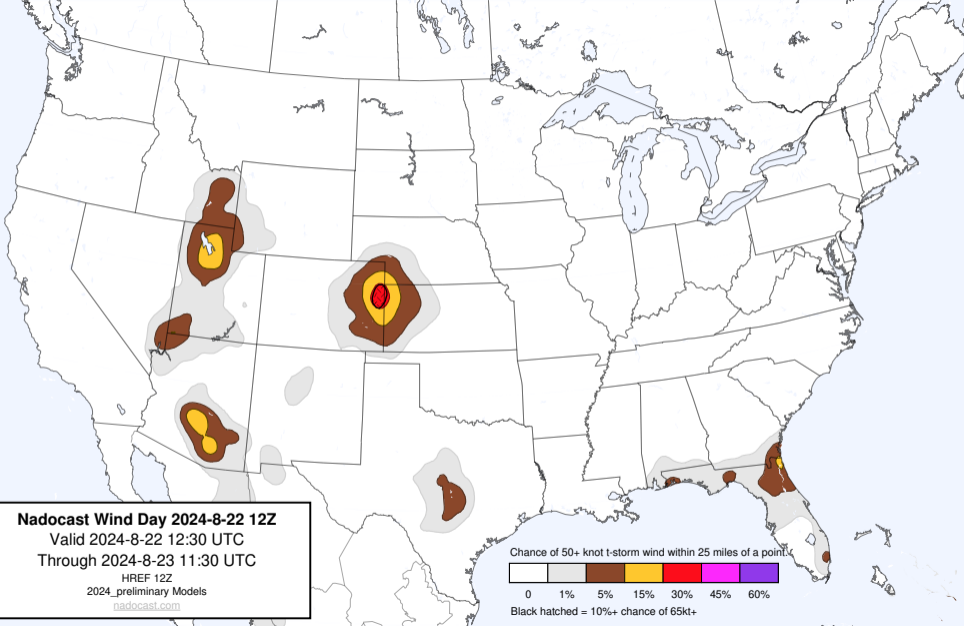 Nadocast Wind Day 2024-8-22 12Z
Valid 2024-8-22 12:30 UTC
Through 2024-8-23 11:30 UTC
HREF 12Z
2024_preliminary Models
nadocast.com
Chance of 50+ knot t-storm wind within 25 miles of a point.
0 1% 5% 15% 30% 45% 60%
Black hatched = 10%+ chance of 65kt+